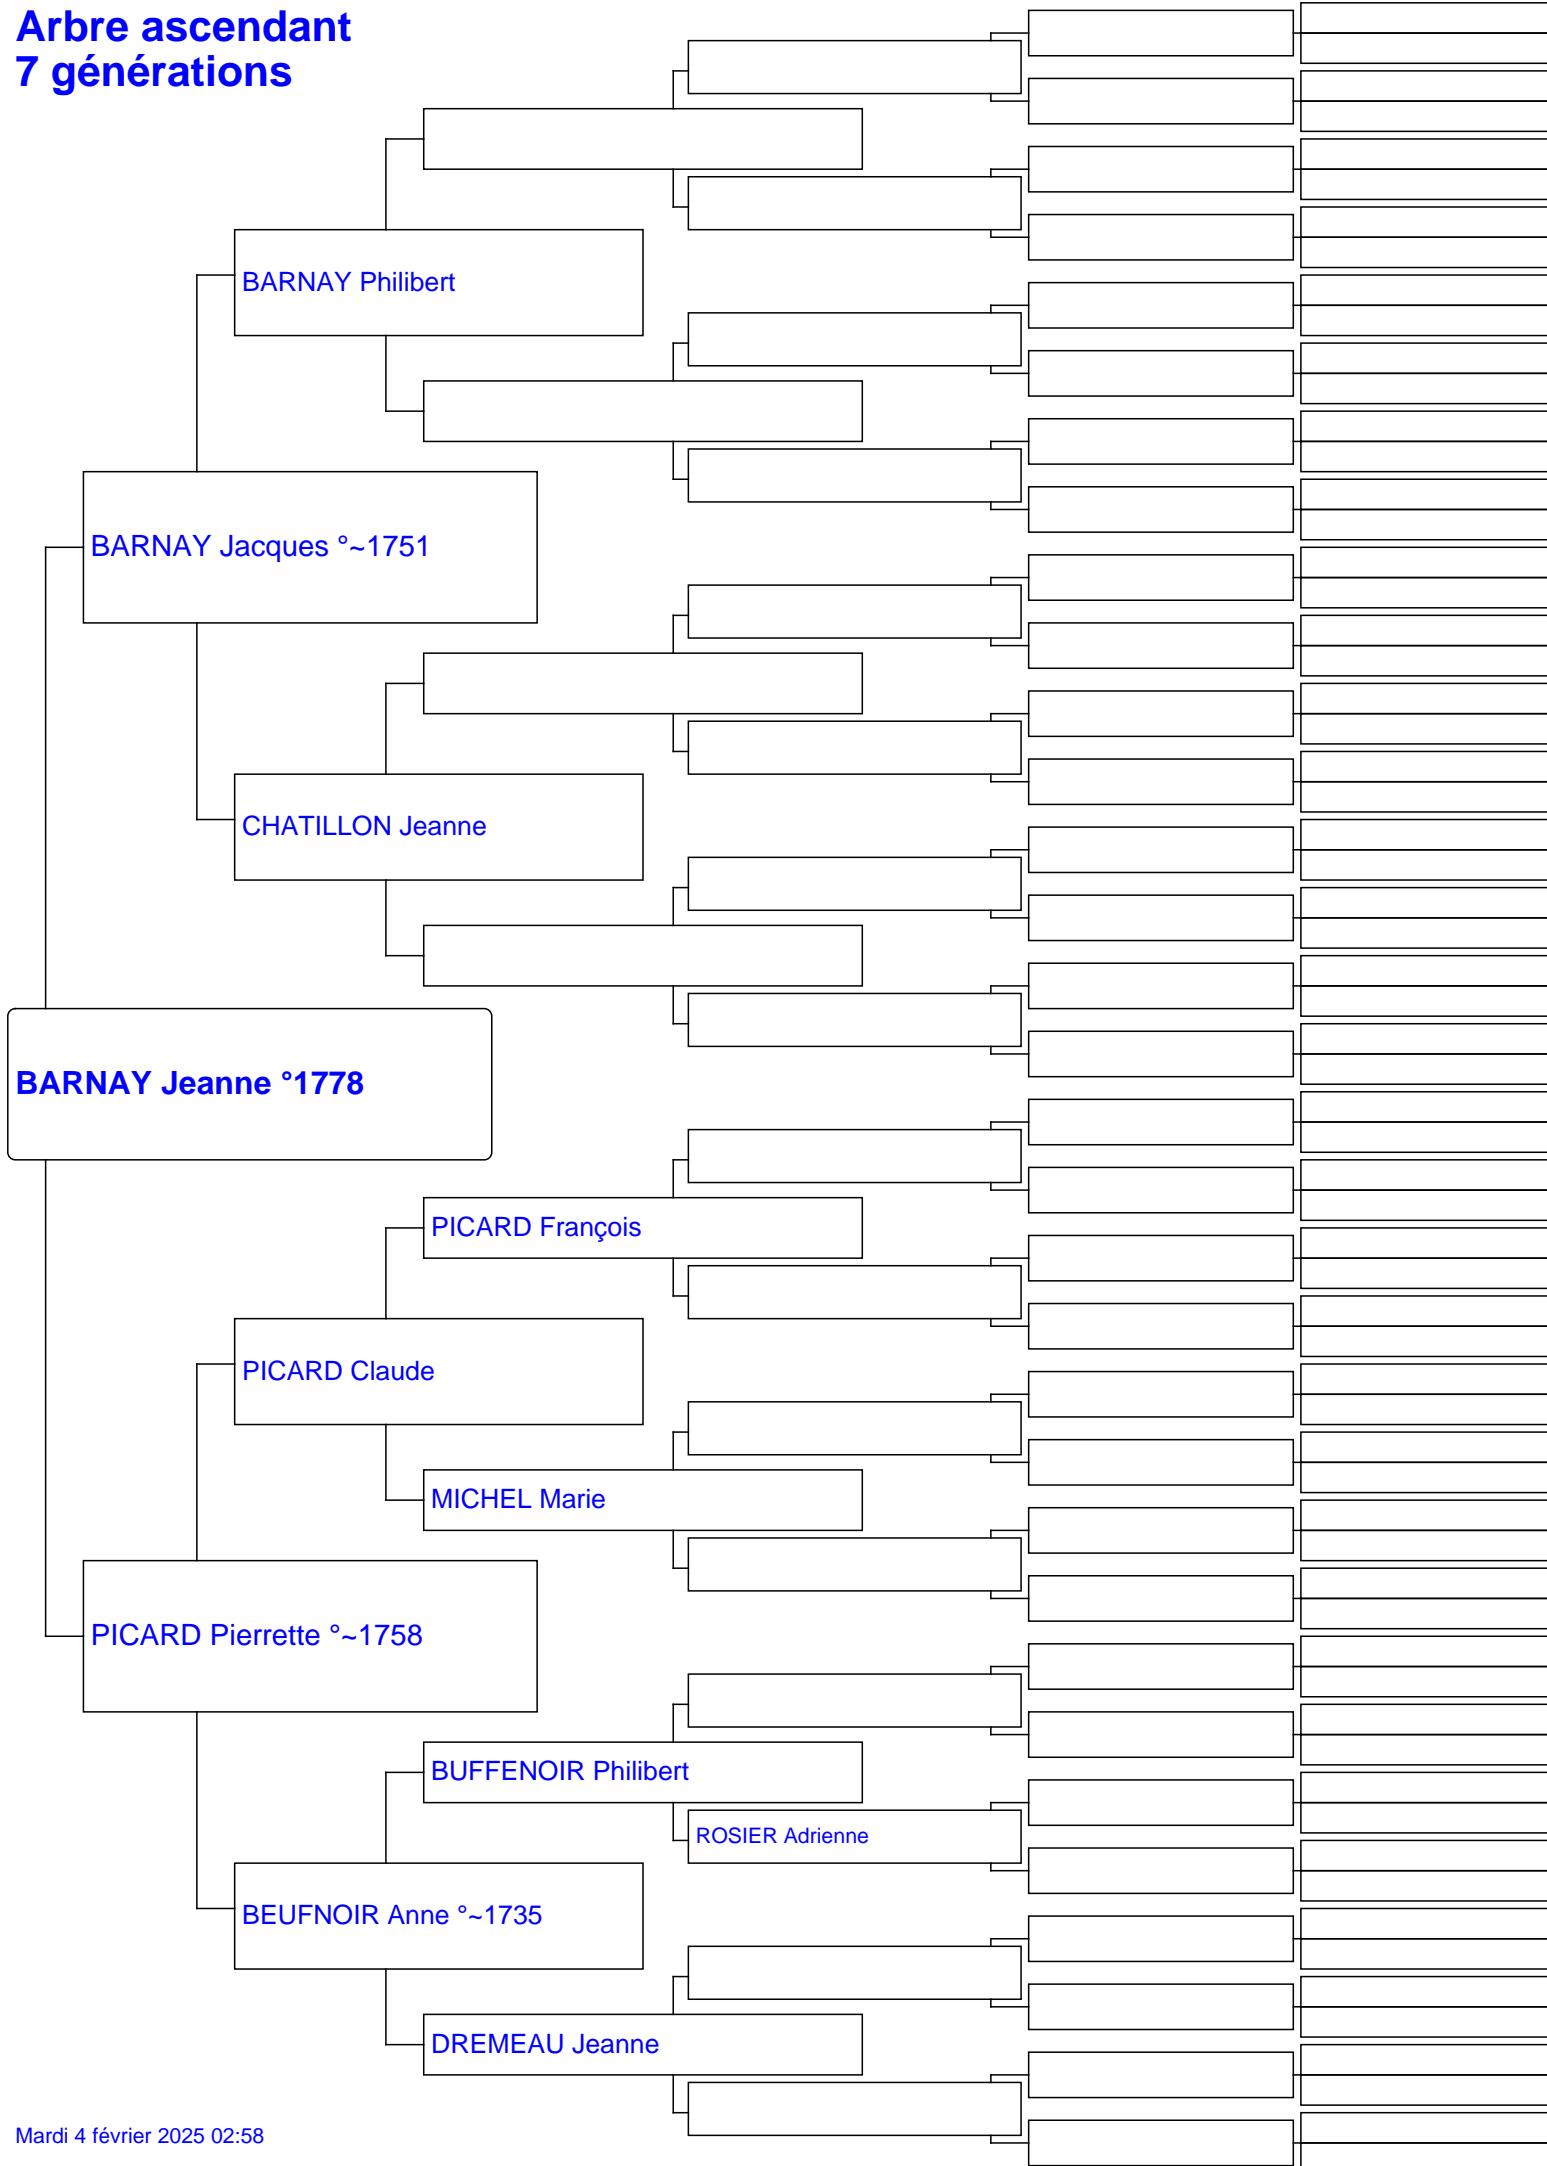 Arbre ascendant
7 générations
BARNAY Philibert
BARNAY Jacques °~1751
CHATILLON Jeanne
BARNAY Jeanne °1778
PICARD François
PICARD Claude
MICHEL Marie
PICARD Pierrette °~1758
BUFFENOIR Philibert
ROSIER Adrienne
BEUFNOIR Anne °~1735
DREMEAU Jeanne
Mardi 4 février 2025 02:58